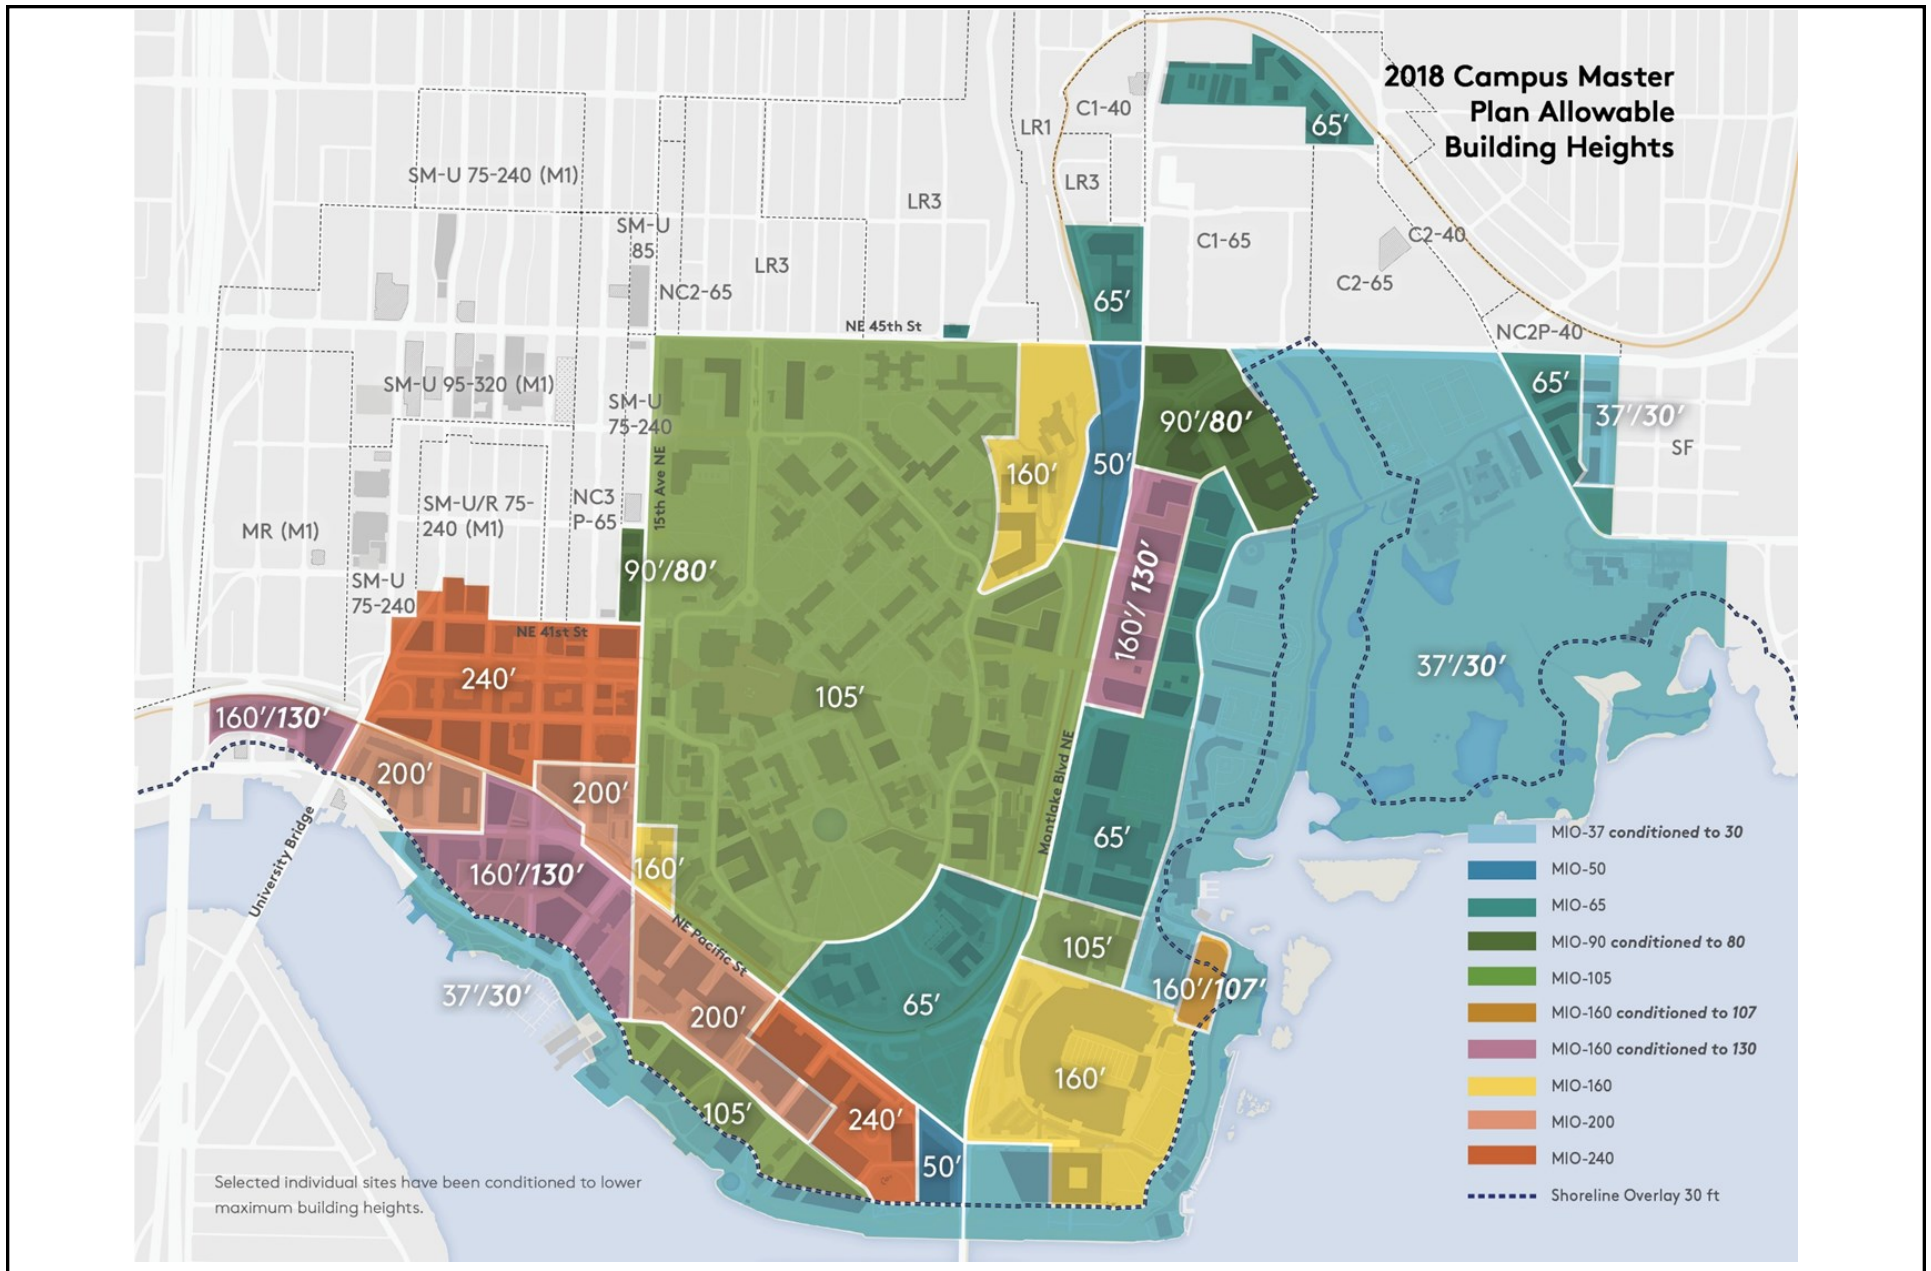 2018 Campus Master
Plan Allowable
Building Heights
C1-40
LR1
65′
SM-U 75-240 (M1)
LR3
LR3
SM-U
85
C1-65
C2-40
LR3
NC2-65
C2-65
65′
NE 45th St
NC2P-40
SM-U 95-320 (M1)
65′
SM-U
75-240
37′/30′
90′/80′
SF
15th Ave NE
160′
50′
SM-U/R 75-
240 (M1)
NC3
P-65
MR (M1)
90′/80′
SM-U
75-240
160′/130′
NE 41st St
240′
105′
37′/30′
160′/130′
200′
200′
Montlake Blvd NE
65′
University Bridge
160′/130′
160′
NE Pacific St
105′
37′/30′
200′
65′
160′/107′
160′
105′
240′
50′
MIO-37 conditioned to 30
MIO-50
MIO-65
MIO-90 conditioned to 80
MIO-105
MIO-160 conditioned to 107
MIO-160 conditioned to 130
MIO-160
MIO-200
MIO-240
Shoreline Overlay 30 ft
Selected individual sites have been conditioned to lower
maximum building heights.